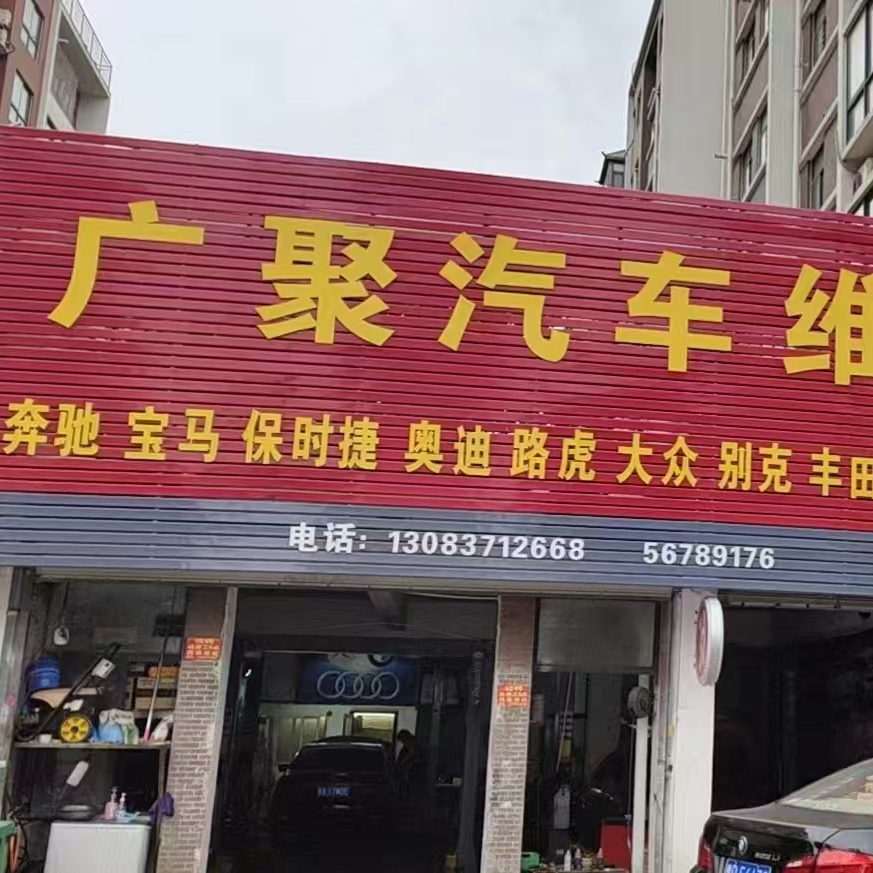 广聚汽车维
奔驰 宝马 保时捷 奥迪 路虎 大众 别克 丰田
电话：13083712668 56789176